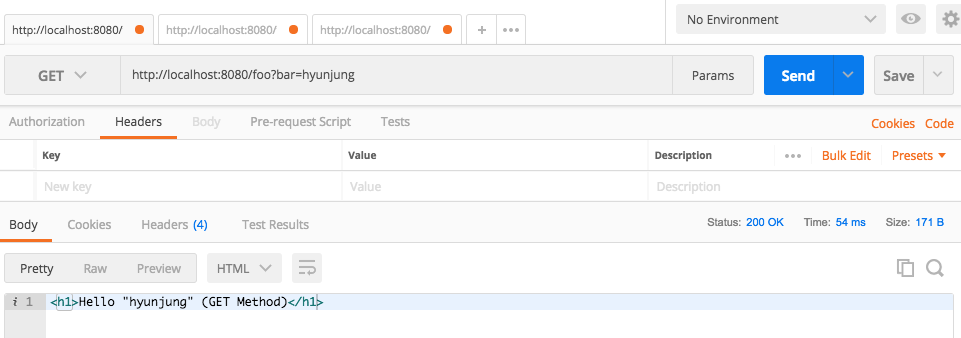 http://localhost:8080/ http://localhost:8080/ http://localhost:8080/ + ••• No Environment
GET http://localhost:8080/foo?bar=hyunjung Params Send Save
Authorization Headers Body Pre-request Script Tests Cookies Code
Key Value Description ••• Bulk Edit Presets
New key Value Description
Body Cookies Headers (4) Test Results Status: 200 OK Time: 54 ms Size: 171 B
Pretty Raw Preview HTML
i 1 <h1>Hello "hyunjung" (GET Method)</h1>